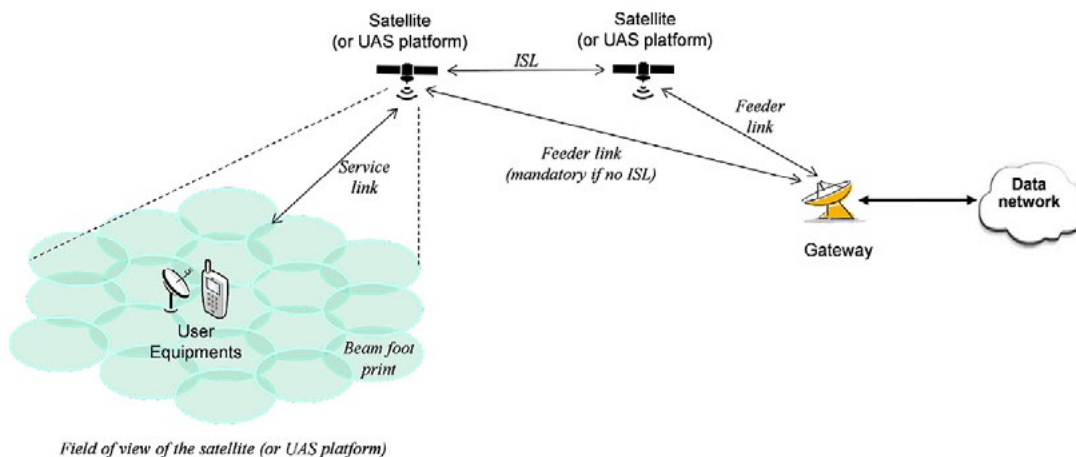 Satellite
(or UAS platform)
Satellite
(or UAS platform)
ISL
Feeder
link
Service
link
Feeder link
(mandatory if no ISL)
Data
network
Gateway
User
Equipments
Beam foot
print
Field of view of the satellite (or UAS platform)